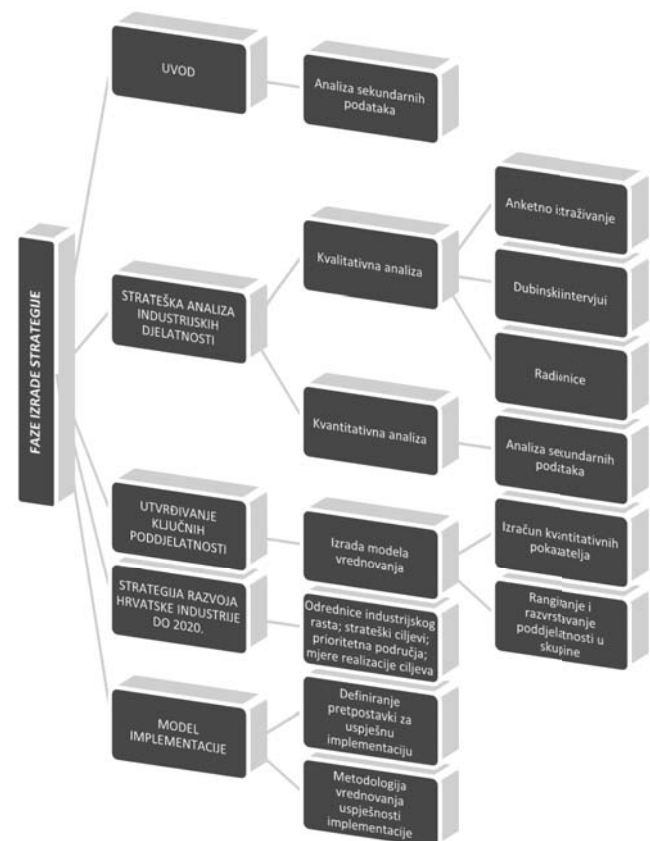 FAZE IZRADE STRATEGIJE
UVOD
Analiza sekundarnih
podataka
STRATEŠKA ANALIZA
INDUSTRIJSKIH
DJELATNOSTI
Kvalitativna analiza
Anketno istraživanje
Dubinskiintervjui
Radionice
Kvantitativna analiza
Analiza sekundarnih
podataka
UTVRĐIVANJE
KLJUČNIH
PODDJELATNOSTI
Izrada modela
vrednovanja
Izračun kvantitativnih
pokazatelja
Rangiranje i
razvrstavanje
poddjelatnosti u
skupine
STRATEGIJA RAZVOJA
HRVATSKE INDUSTRIJE
DO 2020.
Odrednice industrijskog
rasta; strateški ciljevi;
prioritetna područja;
mjere realizacije ciljeva
MODEL
IMPLEMENTACIJE
Definiranje
pretpostavki za
uspješnu
implementaciju
Metodologija
vrednovanja
uspješnosti
implementacije